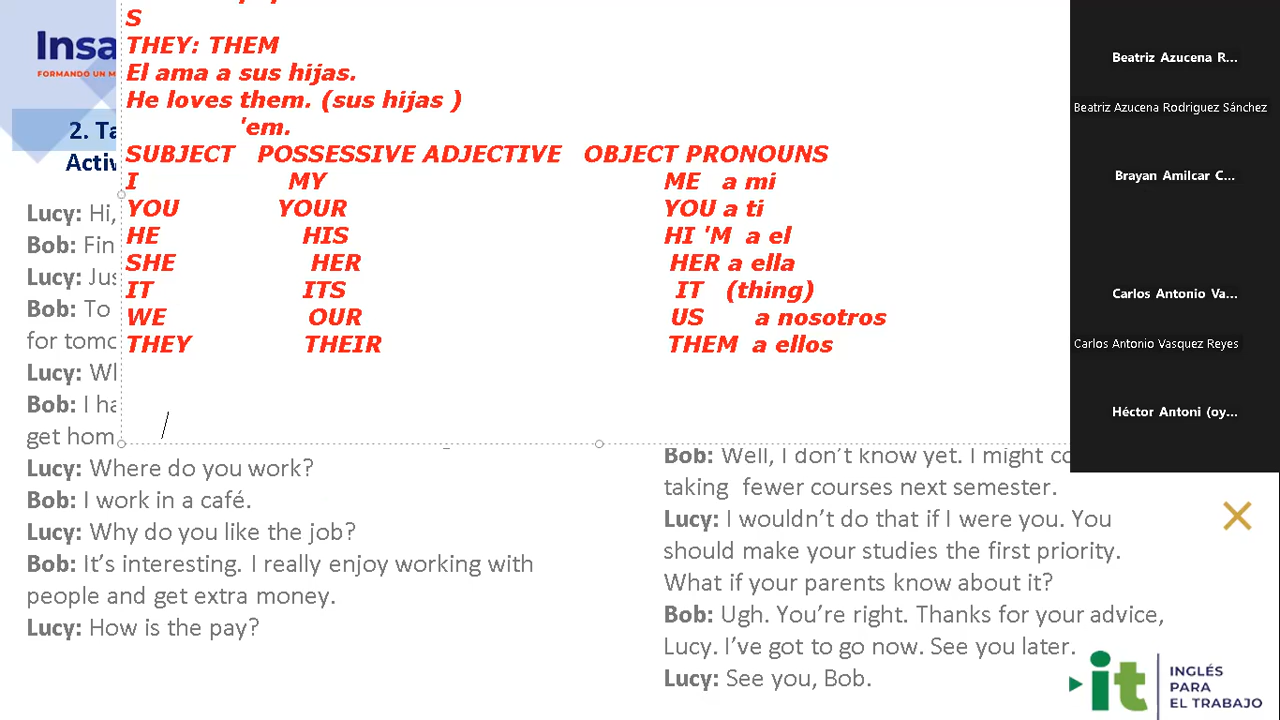 Insa
FORMANDO UN M
2. Ta
Activ
S
THEY: THEM
El ama a sus hijas.
He loves them. (sus hijas )
'em.
SUBJECT POSSESSIVE ADJECTIVE OBJECT PRONOUNS
I MY ME a mi
YOU YOUR YOU a ti
HE HIS HI 'M a el
SHE HER HER a ella
IT ITS IT (thing)
WE OUR US a nosotros
THEY THEIR THEM a ellos
Lucy: Hi,
Bob: Fin
Lucy: Jus
Bob: To
for tomo
Lucy: Wh
Bob: I ha
get hom
Lucy: Where do you work?
Bob: I work in a café.
Lucy: Why do you like the job?
Bob: It's interesting. I really enjoy working with
people and get extra money.
Lucy: How is the pay?
Bob: Well, I don't know yet. I might co
taking fewer courses next semester.
Lucy: I wouldn't do that if I were you. You
should make your studies the first priority.
What if your parents know about it?
Bob: Ugh. You're right. Thanks for your advice,
Lucy. I've got to go now. See you later.
Lucy: See you, Bob.
Beatriz Azucena R...
Beatriz Azucena Rodriguez Sánchez
Brayan Amilcar C...
Carlos Antonio Va...
Carlos Antonio Vasquez Reyes
Héctor Antoni (oy...
it
INGLÉS
PARA
EL TRABAJO